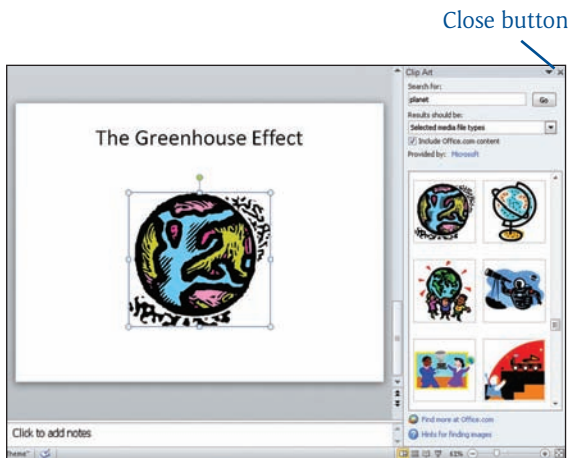 Close button
Clip Art
Search for:
planet
Go
Results should be:
Selected media file types
Include Office.com content
Provided by: Microsoft
The Greenhouse Effect
Find more at Office.com
Hints for finding images
Click to add notes
Theme"
61%